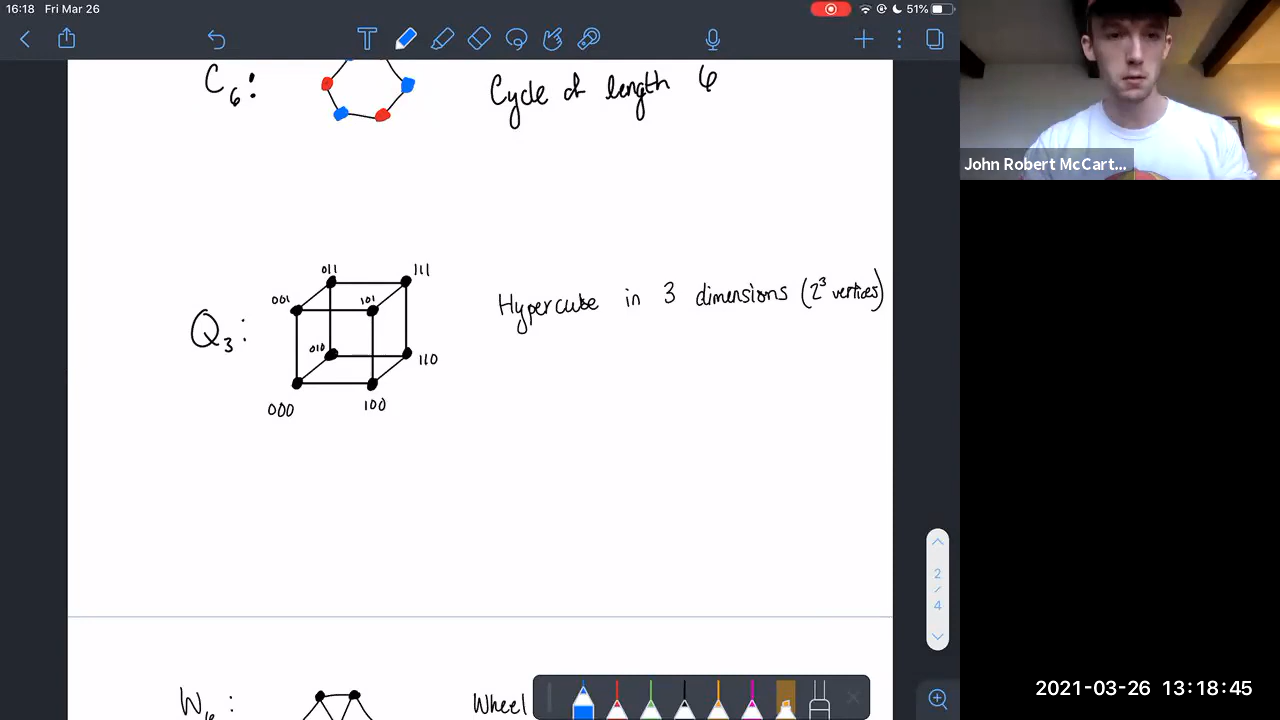 16:18 Fri Mar 26
51%
C6:
Cycle of length 6
John Robert McCart...
011
111
001
101
Hypercube in 3 dimensions (2³ vertices)
Q3:
010
110
000
100
2
/
4
W6:
Wheel
2021-03-26 13:18:45